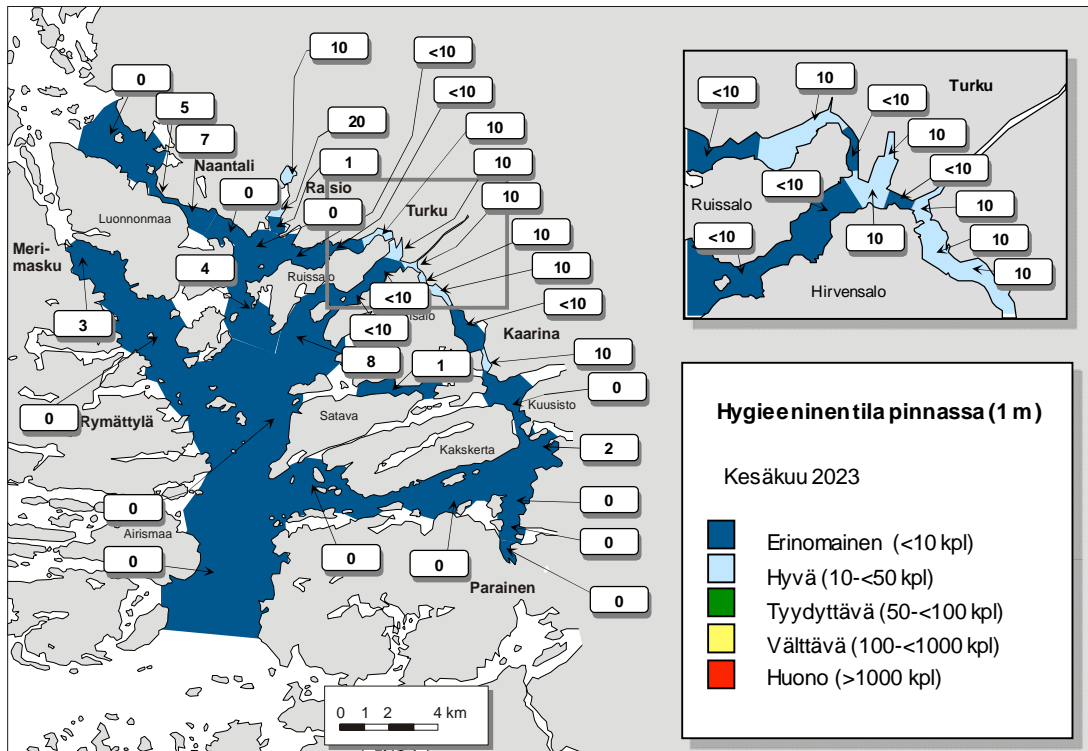 10
<10
0
<10
5
20
10
7
Naantali
1
10
Raisio
0
Turku
10
0
Luonnonmaa
10
Meri-
masku
4
Ruissalo
10
<10
<10
Kaarina
3
<10
8
1
10
0
Satava
Kuusisto
0
Rymättylä
Kakskerta
2
0
0
Airismaa
0
0
0
0
Parainen
0
0 1 2 4 km
10
Turku
<10
<10
10
<10
<10
Ruissalo
10
<10
10
10
10
Hirvensalo
Hygieeninen tila pinnassa (1 m)
Kesäkuu 2023
Erinomainen (<10 kpl)
Hyvä (10-<50 kpl)
Tyydyttävä (50-<100 kpl)
Välttävä (100-<1000 kpl)
Huono (>1000 kpl)